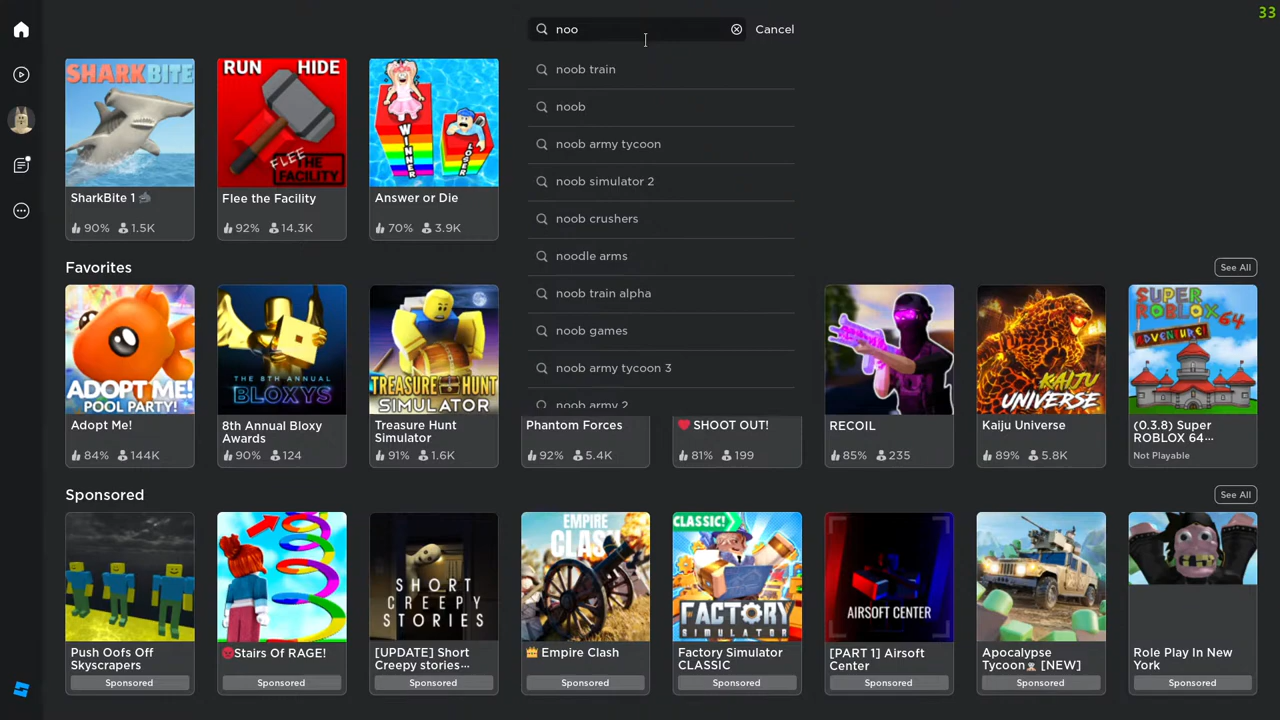 33
noo
Cancel
noob train
noob
noob army tycoon
noob simulator 2
noob crushers
noodle arms
noob train alpha
noob games
noob army tycoon 3
noob army 2
SHARKBITE
SharkBite 1
90% 1.5K
RUN HIDE
FLEE THE FACILITY
Flee the Facility
92% 14.3K
WINNER
LOSER
Answer or Die
70% 3.9K
Favorites
See All
ADOPT ME!
POOL PARTY!
Adopt Me!
84% 144K
THE 8TH ANNUAL
BLOXYS
8th Annual Bloxy
Awards
90% 124
TREASURE HUNT
SIMULATOR
Treasure Hunt
Simulator
91% 1.6K
Phantom Forces
92% 5.4K
SHOOT OUT!
81% 199
RECOIL
85% 235
KAIJU
UNIVERSE
Kaiju Universe
89% 5.8K
SUPER
ROBLOX 64
ADVENTURE!
(0.3.8) Super
ROBLOX 64...
Not Playable
Sponsored
See All
Push Oofs Off
Skyscrapers
Sponsored
Stairs Of RAGE!
Sponsored
SHORT
CREEPY
STORIES
[UPDATE] Short
Creepy stories...
Sponsored
EMPIRE
CLASH
Empire Clash
Sponsored
CLASSIC!
FACTORY
SIMULATOR
Factory Simulator
CLASSIC
Sponsored
AIRSOFT CENTER
[PART 1] Airsoft
Center
Sponsored
Apocalypse
Tycoon [NEW]
Sponsored
Role Play In New
York
Sponsored